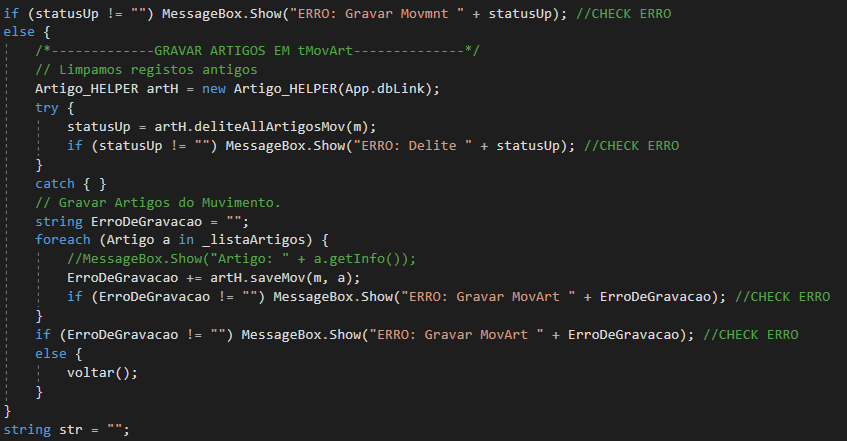 if (statusUp != "") MessageBox.Show("ERRO: Gravar Movmnt " + statusUp); //CHECK ERRO
else {
/*-------------GRAVAR ARTIGOS EM tMovArt--------------*/
// Limpamos registos antigos
Artigo_HELPER artH = new Artigo_HELPER(App.dbLink);
try {
statusUp = artH.deliteAllArtigosMov(m);
if (statusUp != "") MessageBox.Show("ERRO: Delite " + statusUp); //CHECK ERRO
}
catch { }
// Gravar Artigos do Muvimento.
string ErroDeGravacao = "";
foreach (Artigo a in _listaArtigos) {
//MessageBox.Show("Artigo: " + a.getInfo());
ErroDeGravacao += artH.saveMov(m, a);
if (ErroDeGravacao != "") MessageBox.Show("ERRO: Gravar MovArt " + ErroDeGravacao); //CHECK ERRO
}
if (ErroDeGravacao != "") MessageBox.Show("ERRO: Gravar MovArt " + ErroDeGravacao); //CHECK ERRO
else {
voltar();
}
}
string str = "";